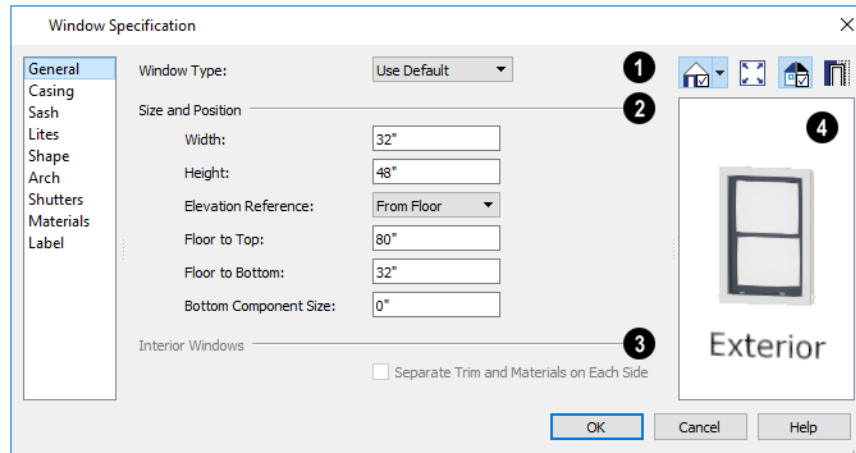 Window Specification
General
Casing
Sash
Lites
Shape
Arch
Shutters
Materials
Label
Window Type: Use Default 1
Size and Position 2
Width: 32"
Height: 48"
Elevation Reference: From Floor
Floor to Top: 80"
Floor to Bottom: 32"
Bottom Component Size: 0"
Interior Windows 3
Separate Trim and Materials on Each Side
4
Exterior
OK Cancel Help